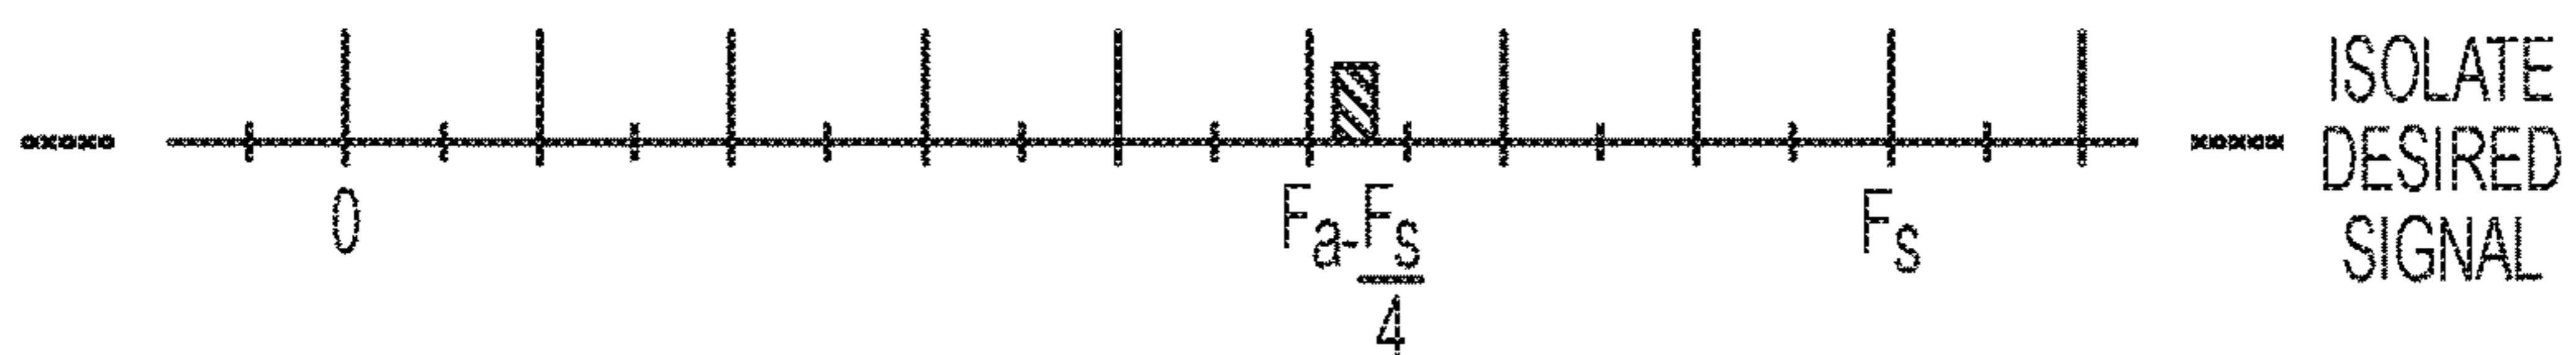 0
Fa-Fs
4
Fs
ISOLATE
DESIRED
SIGNAL